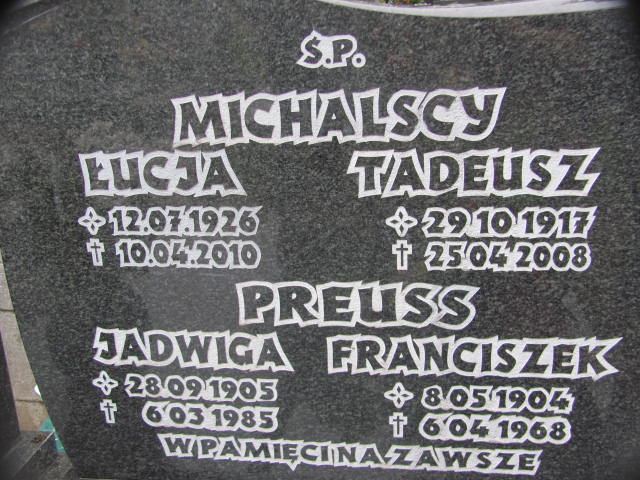 Ś.P.
MICHALSCY
ŁUCJA TADEUSZ
12.07.1926 29 10 1917
10.04.2010 25 04 2008
PREUSS
JADWIGA FRANCISZEK
28 09 1905 8 05 1904
6 03 1985 6 04 1968
W PAMIĘCI NA ZAWSZE